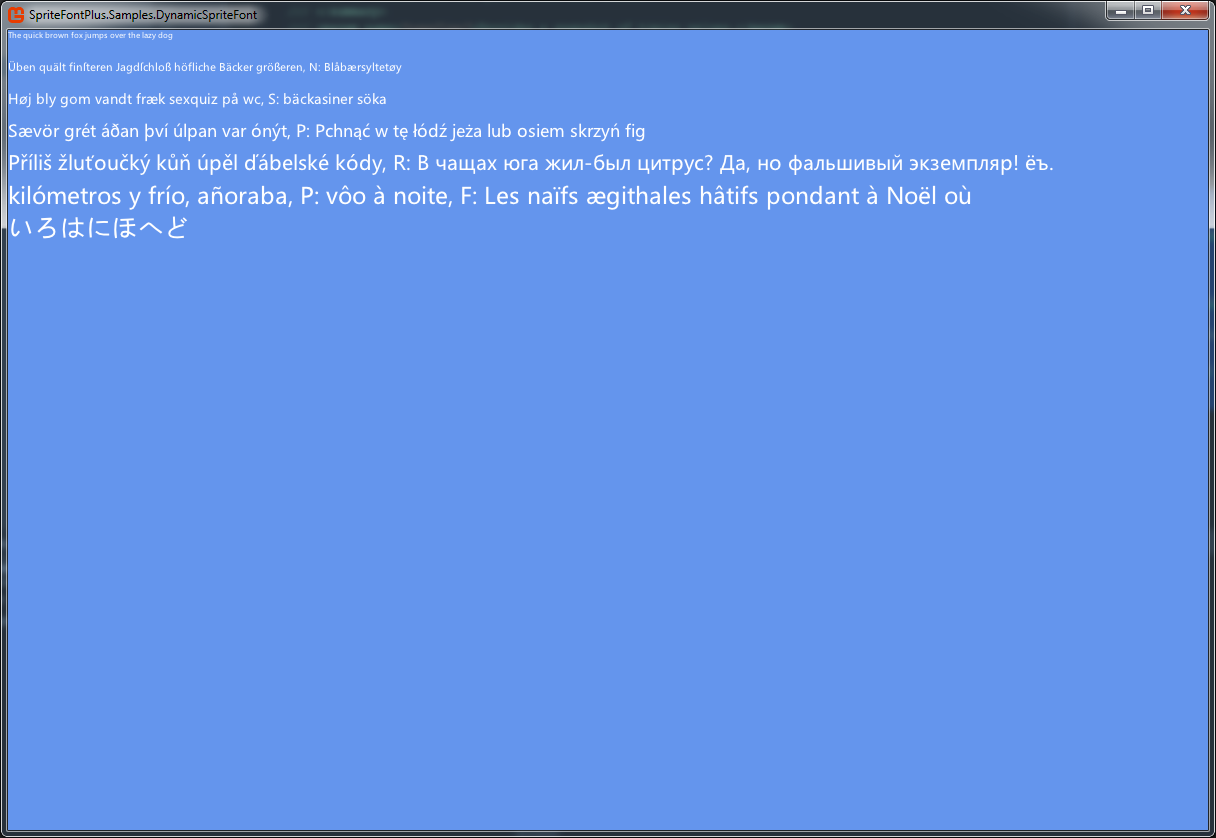 SpriteFontPlus.Samples.DynamicSpriteFont
The quick brown fox jumps over the lazy dog
Üben quält finſteren Jagdſchloß höfliche Bäcker größeren, N: Blåbærsyltetøy
Høj bly gom vandt fræk sexquiz på wc, S: bäckasiner söka
Sævör grét áðan því úlpan var ónýt, P: Pchnąć w tę łódź jeża lub osiem skrzyń fig
Příliš žluťoučký kůň úpěl ďábelské kódy, R: В чащах юга жил-был цитрус? Да, но фальшивый экземпляр! ёъ.
kilómetros y frío, añoraba, P: vôo à noite, F: Les naïfs ægithales hâtifs pondant à Noël où
いろはにほへど